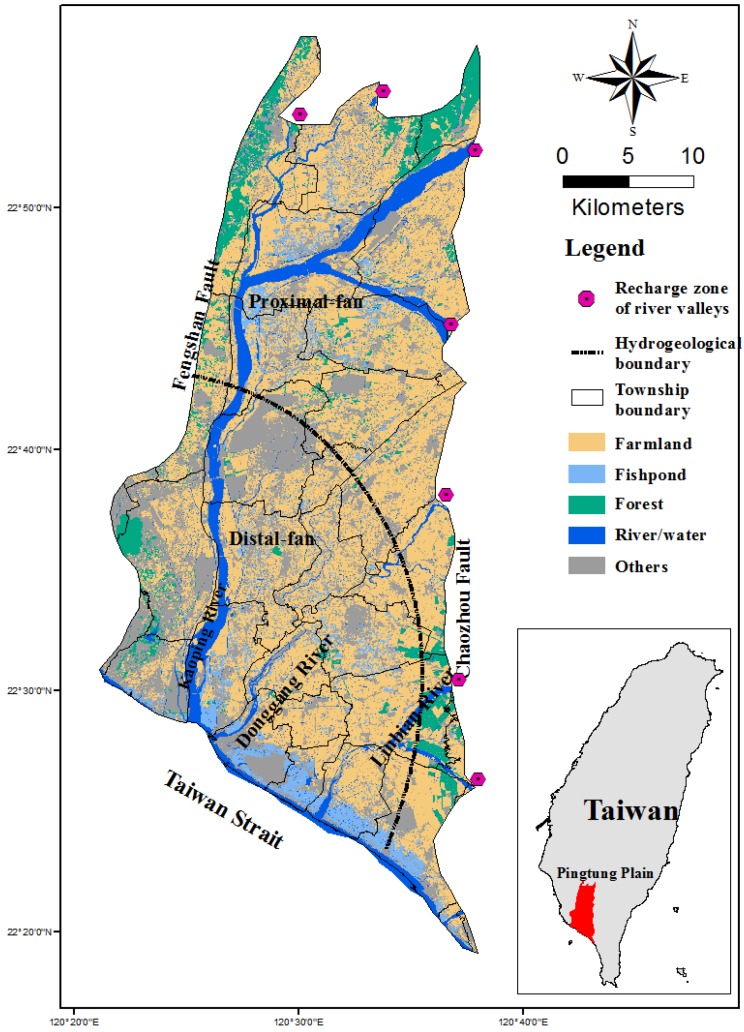 N
W
E
S
0 5 10
Kilometers
Legend
Recharge zone
of river valleys
Hydrogeological
boundary
Township
boundary
Farmland
Fishpond
Forest
River/water
Others
22°50'0"N
22°40'0"N
22°30'0"N
22°20'0"N
Fengshan Fault
Proximal-fan
Distal-fan
Chaozhou Fault
Kaoping River
Donggang River
Linbian River
Taiwan Strait
Taiwan
Pingtung Plain
120°20'0"E
120°30'0"E
120°40'0"E